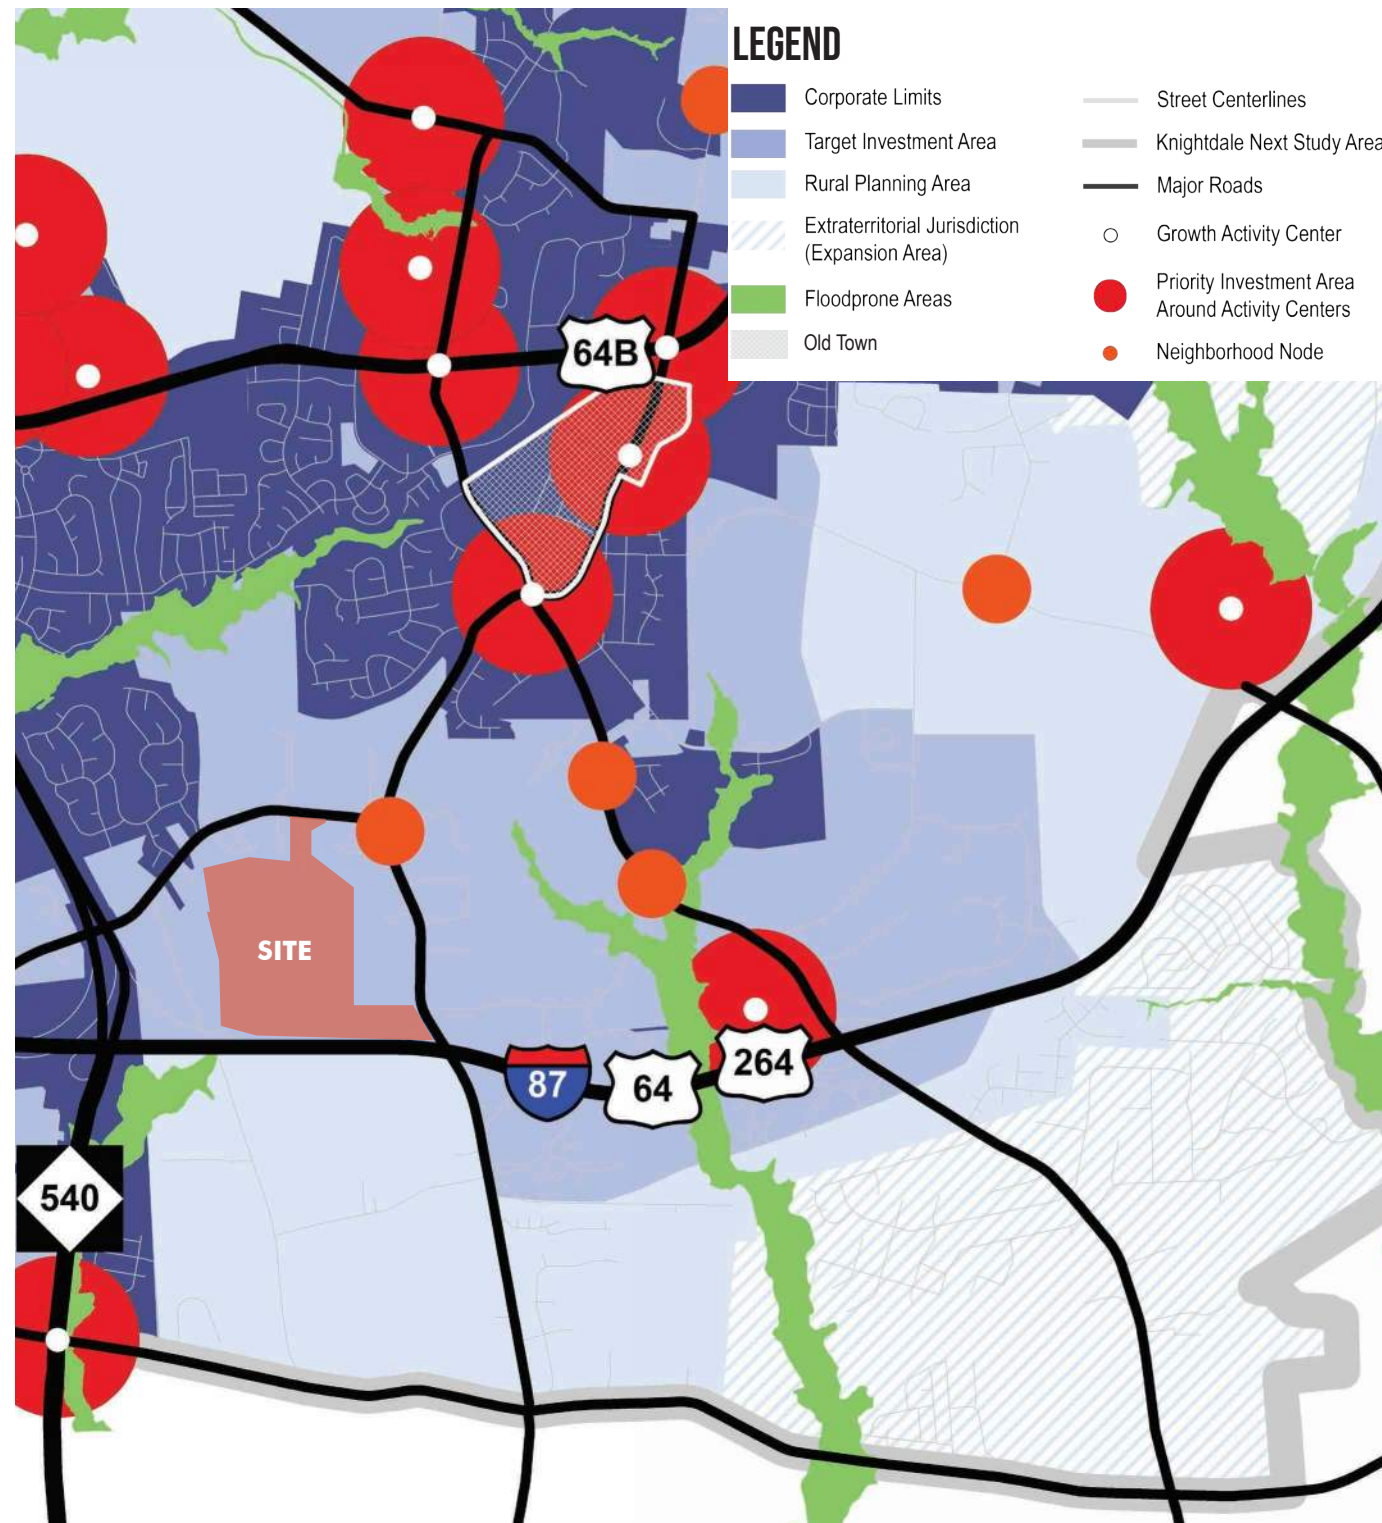 LEGEND
Corporate Limits
Target Investment Area
Rural Planning Area
Extraterritorial Jurisdiction
(Expansion Area)
Floodprone Areas
Old Town
Street Centerlines
Knightdale Next Study Area
Major Roads
Growth Activity Center
Priority Investment Area
Around Activity Centers
Neighborhood Node
64B
SITE
87
64
264
540